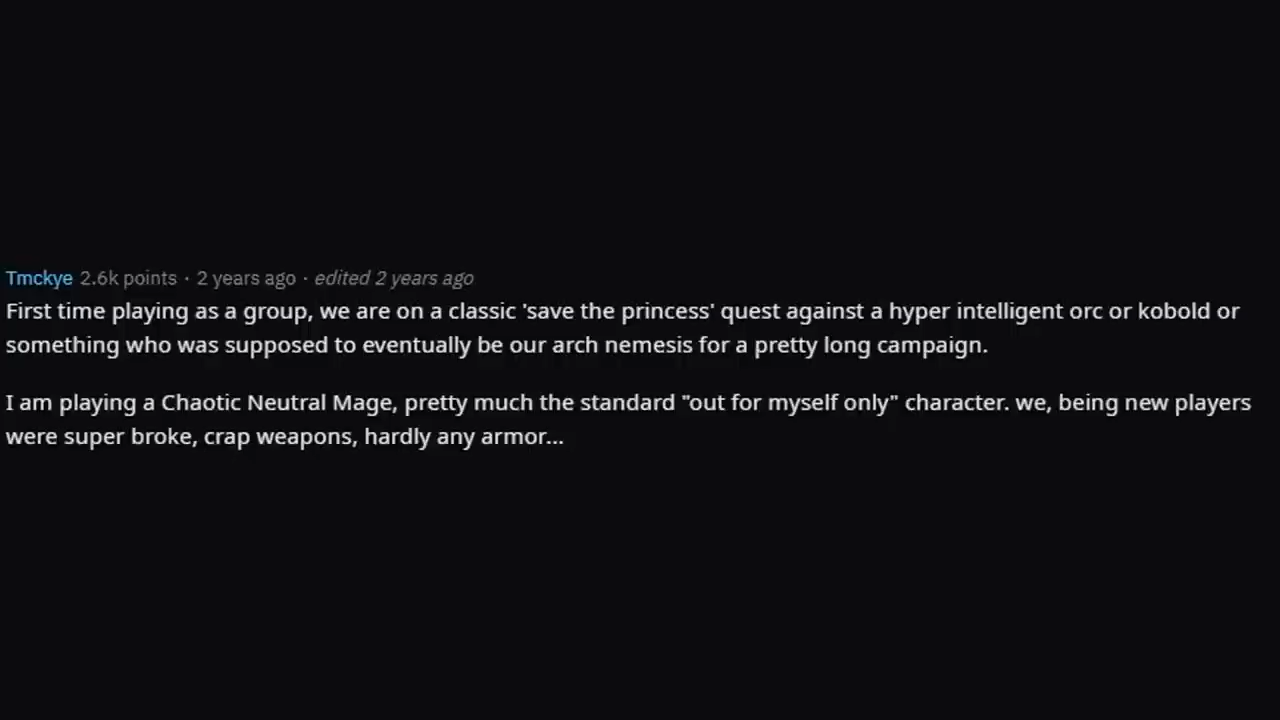 Tmckye 2.6k points · 2 years ago · edited 2 years ago
First time playing as a group, we are on a classic 'save the princess' quest against a hyper intelligent orc or kobold or
something who was supposed to eventually be our arch nemesis for a pretty long campaign.
I am playing a Chaotic Neutral Mage, pretty much the standard "out for myself only" character. we, being new players
were super broke, crap weapons, hardly any armor...